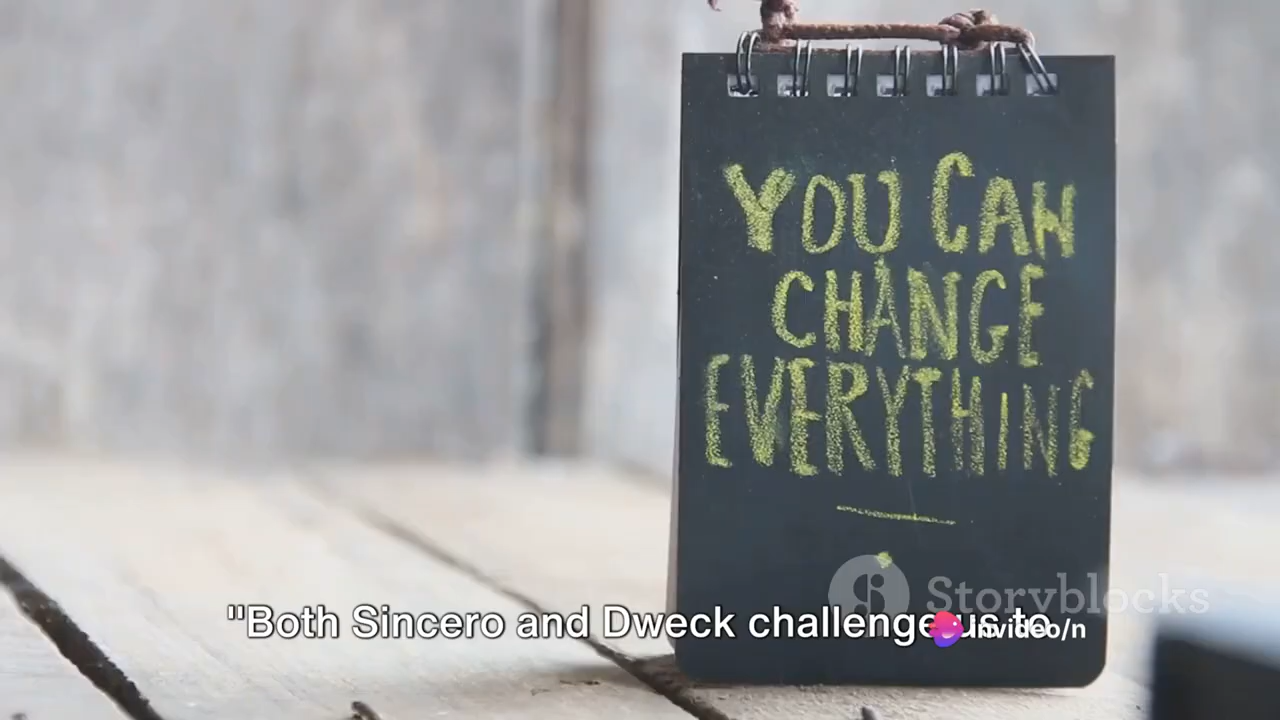 YOU CAN
CHANGE
EVERYTHING
Storyblocks
"Both Sincero and Dweck challenge us to
invideo/n